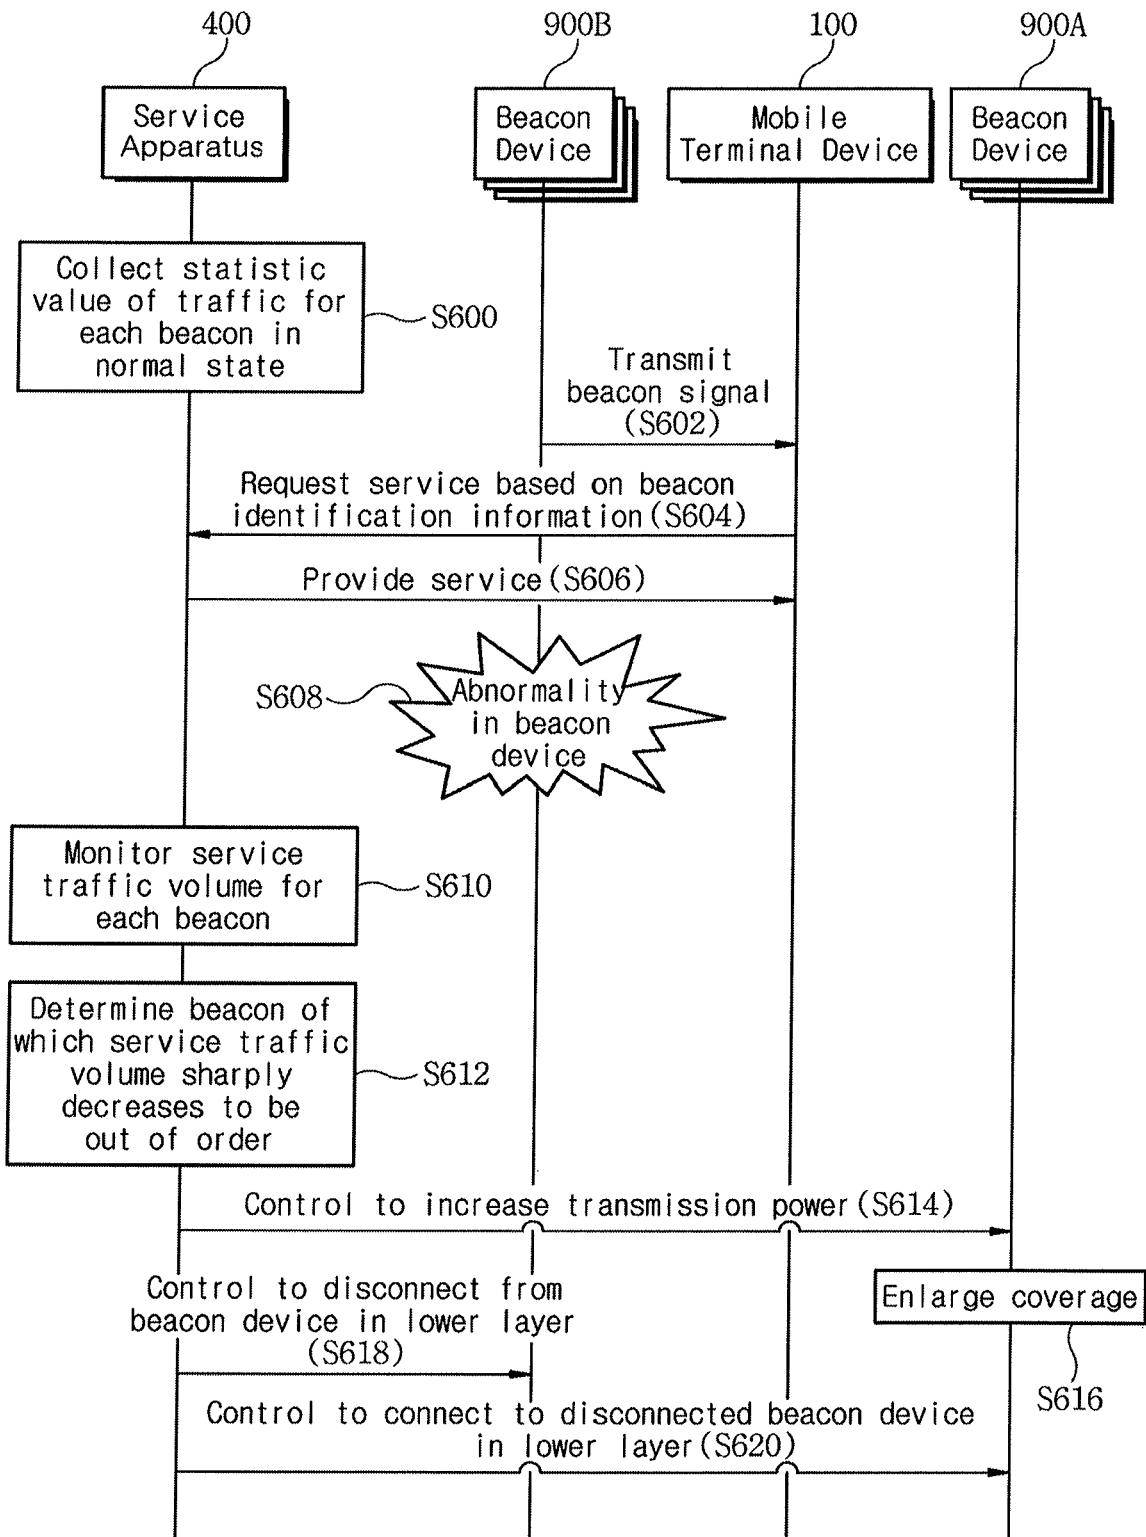 400
900B
100
900A
Service
Apparatus
Beacon
Device
Mobile
Terminal Device
Beacon
Device
Collect statistic
value of traffic for
each beacon in
normal state
S600
Transmit
beacon signal
(S602)
Request service based on beacon
identification information(S604)
Provide service(S606)
S608
Abnormality
in beacon
device
Monitor service
traffic volume for
each beacon
S610
Determine beacon of
which service traffic
volume sharply
decreases to be
out of order
S612
Control to increase transmission power(S614)
Enlarge coverage
S616
Control to disconnect from
beacon device in lower layer
(S618)
Control to connect to disconnected beacon device
in lower layer(S620)